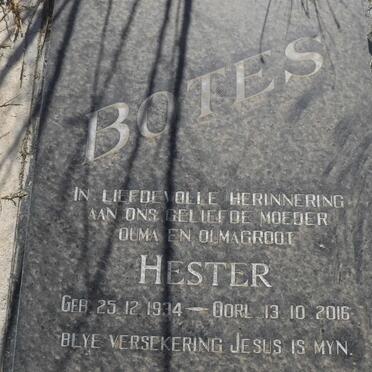 BOTES
IN LIEFDEVOLLE HERINNERING
AAN ONS GELIEFDE MOEDER
OUMA EN OUMAGROOT
HESTER
GEB 25.12.1934 — OORL 13.10.2016
BLYE VERSEKERING JESUS IS MYN.